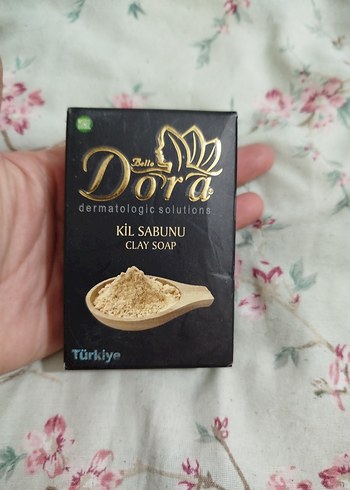 Bella
Dora
dermatologic solutions
KİL SABUNU
CLAY SOAP
Türkiye